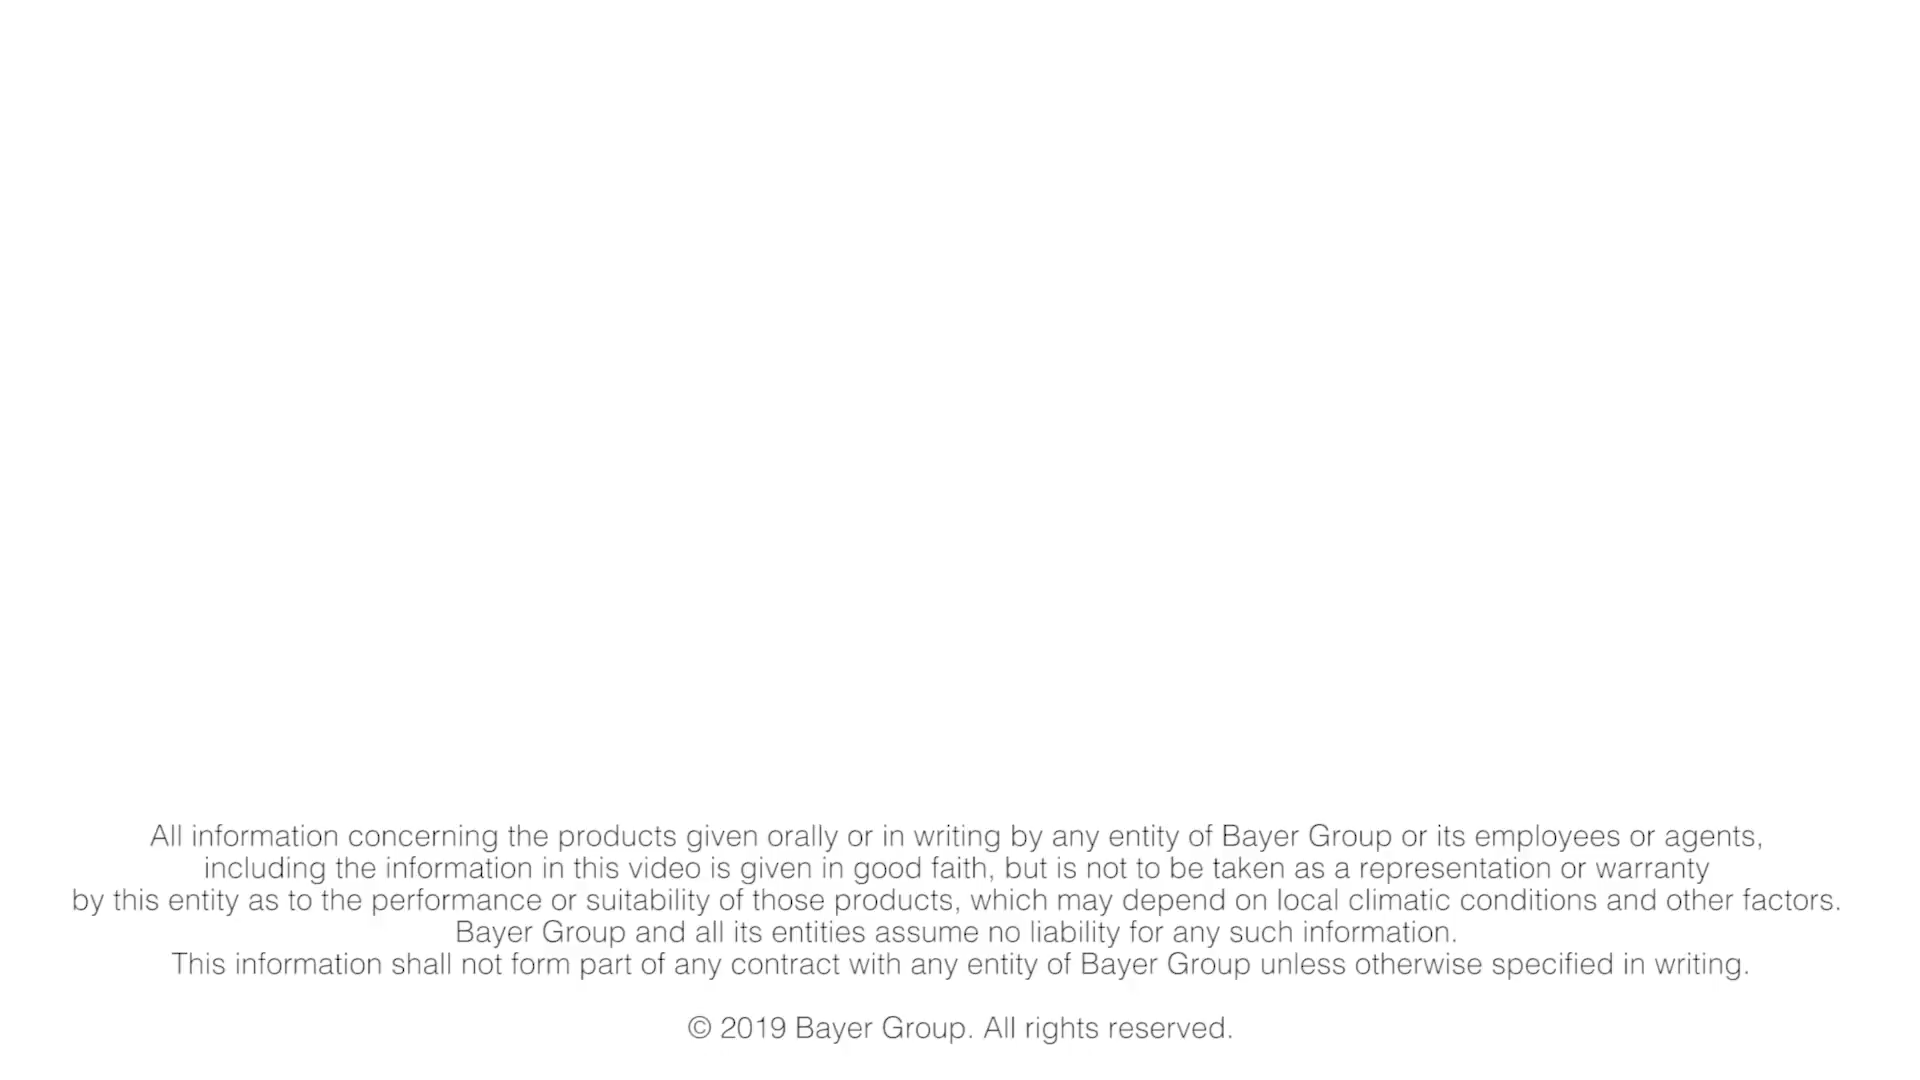 All information concerning the products given orally or in writing by any entity of Bayer Group or its employees or agents,
including the information in this video is given in good faith, but is not to be taken as a representation or warranty
by this entity as to the performance or suitability of those products, which may depend on local climatic conditions and other factors.
Bayer Group and all its entities assume no liability for any such information.
This information shall not form part of any contract with any entity of Bayer Group unless otherwise specified in writing.
© 2019 Bayer Group. All rights reserved.